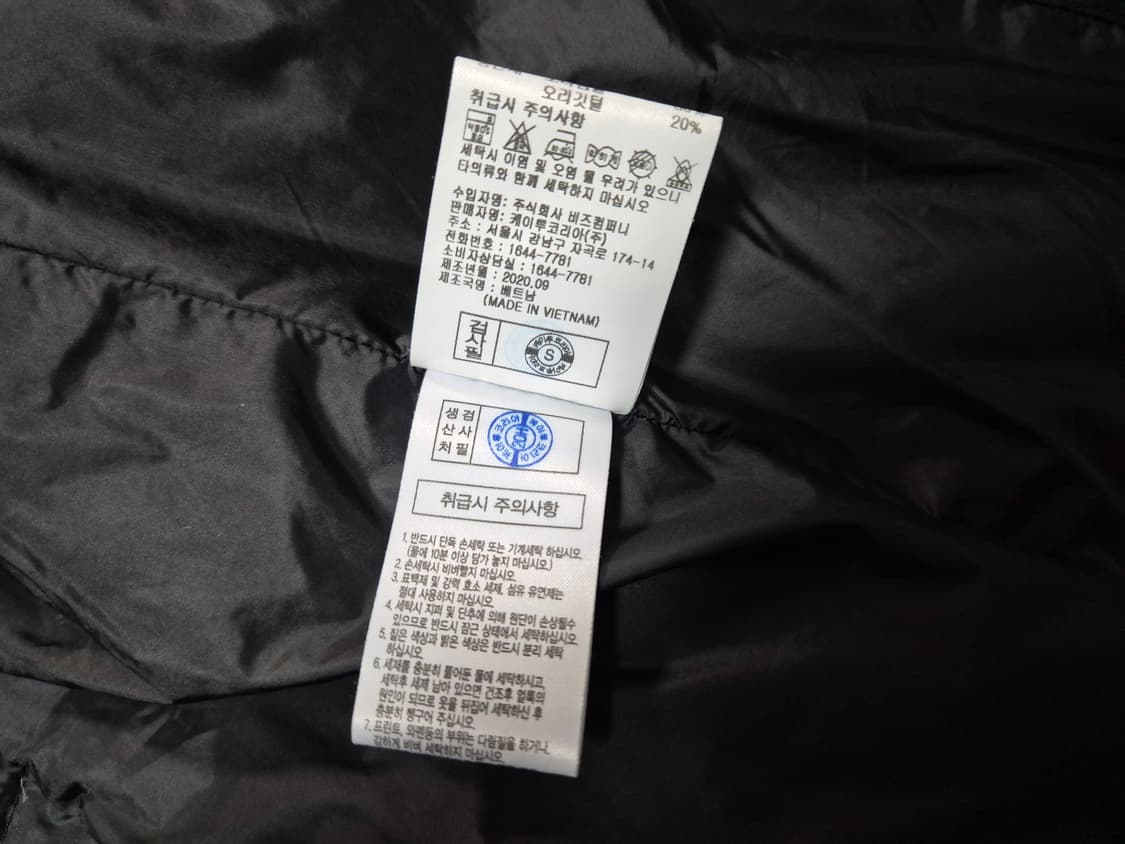 오리깃털 20%
취급시 주의사항
세탁시 이염 및 오염 될 우려가 있으니
타의류와 함께 세탁하지 마십시오
수입자명: 주식회사 비즈컴퍼니
판매자명: 케이투코리아(주)
주소 : 서울시 강남구 자곡로 174-14
전화번호 : 1644-7781
소비자상담실 : 1644-7781
제조년월 : 2020.09
제조국명 : 베트남
(MADE IN VIETNAM)
검사필
S
생산처 검사필
취급시 주의사항
1. 반드시 단독 손세탁 또는 기계세탁 하십시오.
(물에 10분 이상 담가 놓지 마십시오.)
2. 손세탁시 비벼빨지 마십시오.
3. 표백제 및 강력 효소 세제, 섬유 유연제는
절대 사용하지 마십시오.
4. 세탁시 지퍼 및 단추에 의해 원단이 손상될수
있으므로 반드시 잠근 상태에서 세탁하십시오.
5. 짙은 색상과 밝은 색상은 반드시 분리 세탁
하십시오.
6. 세제를 충분히 풀어둔 물에 세탁하시고,
세탁후 세제 남아 있으면 건조후 얼룩의
원인이 되므로 옷을 뒤집어 세탁하신 후
충분히 헹구어 주십시오.
7. 프린트, 와펜등의 부위는 다림질을 하거나,
강하게 비벼 세탁하지 마십시오.